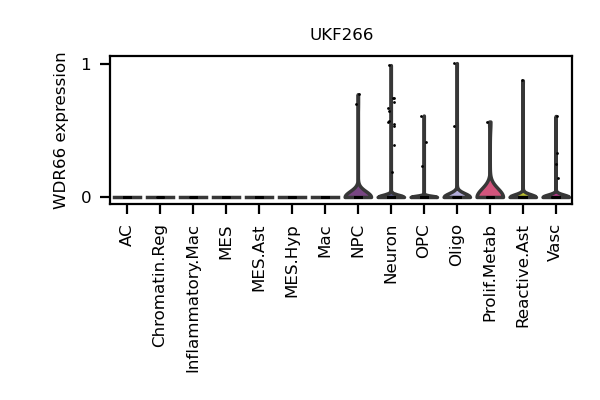 UKF266
WDR66 expression
1
0
AC
Chromatin.Reg
Inflammatory.Mac
MES
MES.Ast
MES.Hyp
Mac
NPC
Neuron
OPC
Oligo
Prolif.Metab
Reactive.Ast
Vasc